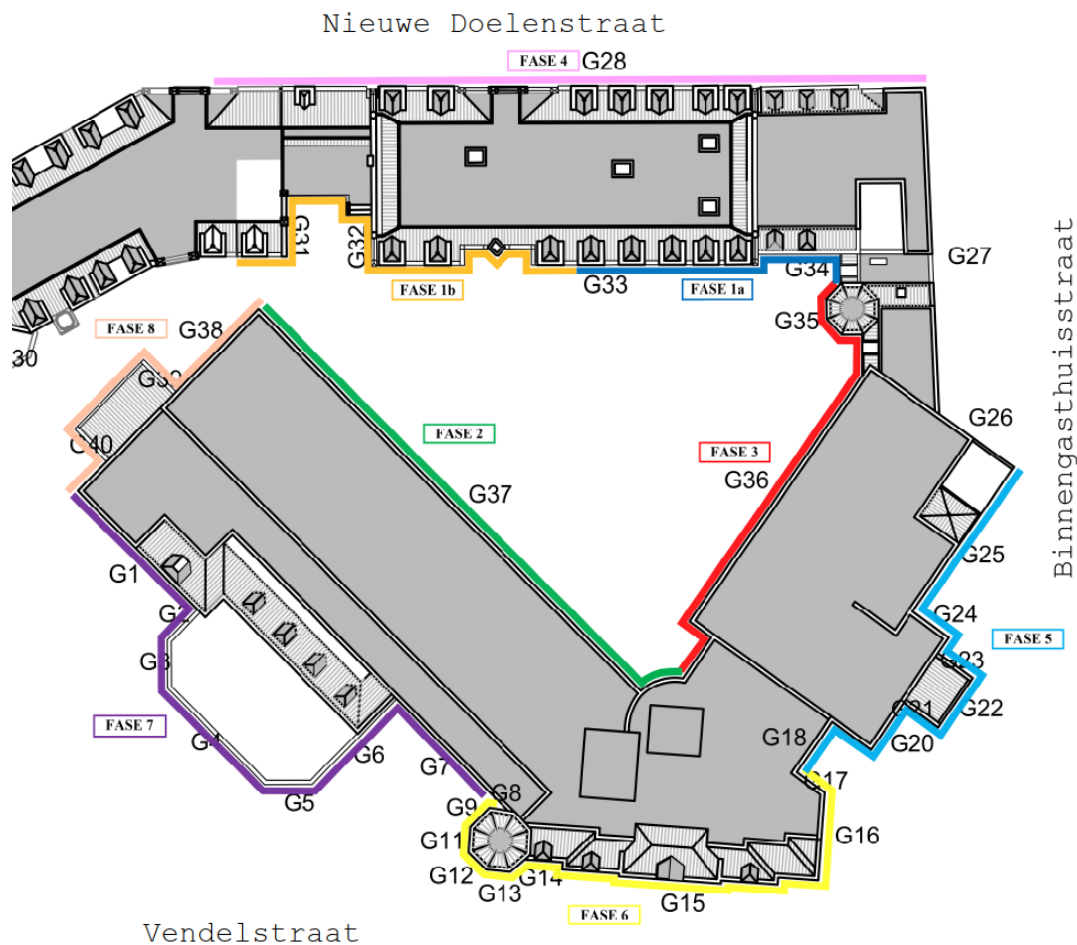 Nieuwe Doelenstraat
FASE 4 G28
G31
G32
G27
G33
G34
FASE 1b
FASE 1a
G35
FASE 8
G38
30
G40
FASE 2
FASE 3
G36
G26
Binnengasthuisstraat
G37
G25
G1
G2
G3
G24
FASE 5
G23
G22
G21
G20
FASE 7
G4
G6
G18
G5
G7
G17
G8
G9
G16
G11
G12
G13
G14
G15
FASE 6
Vendelstraat